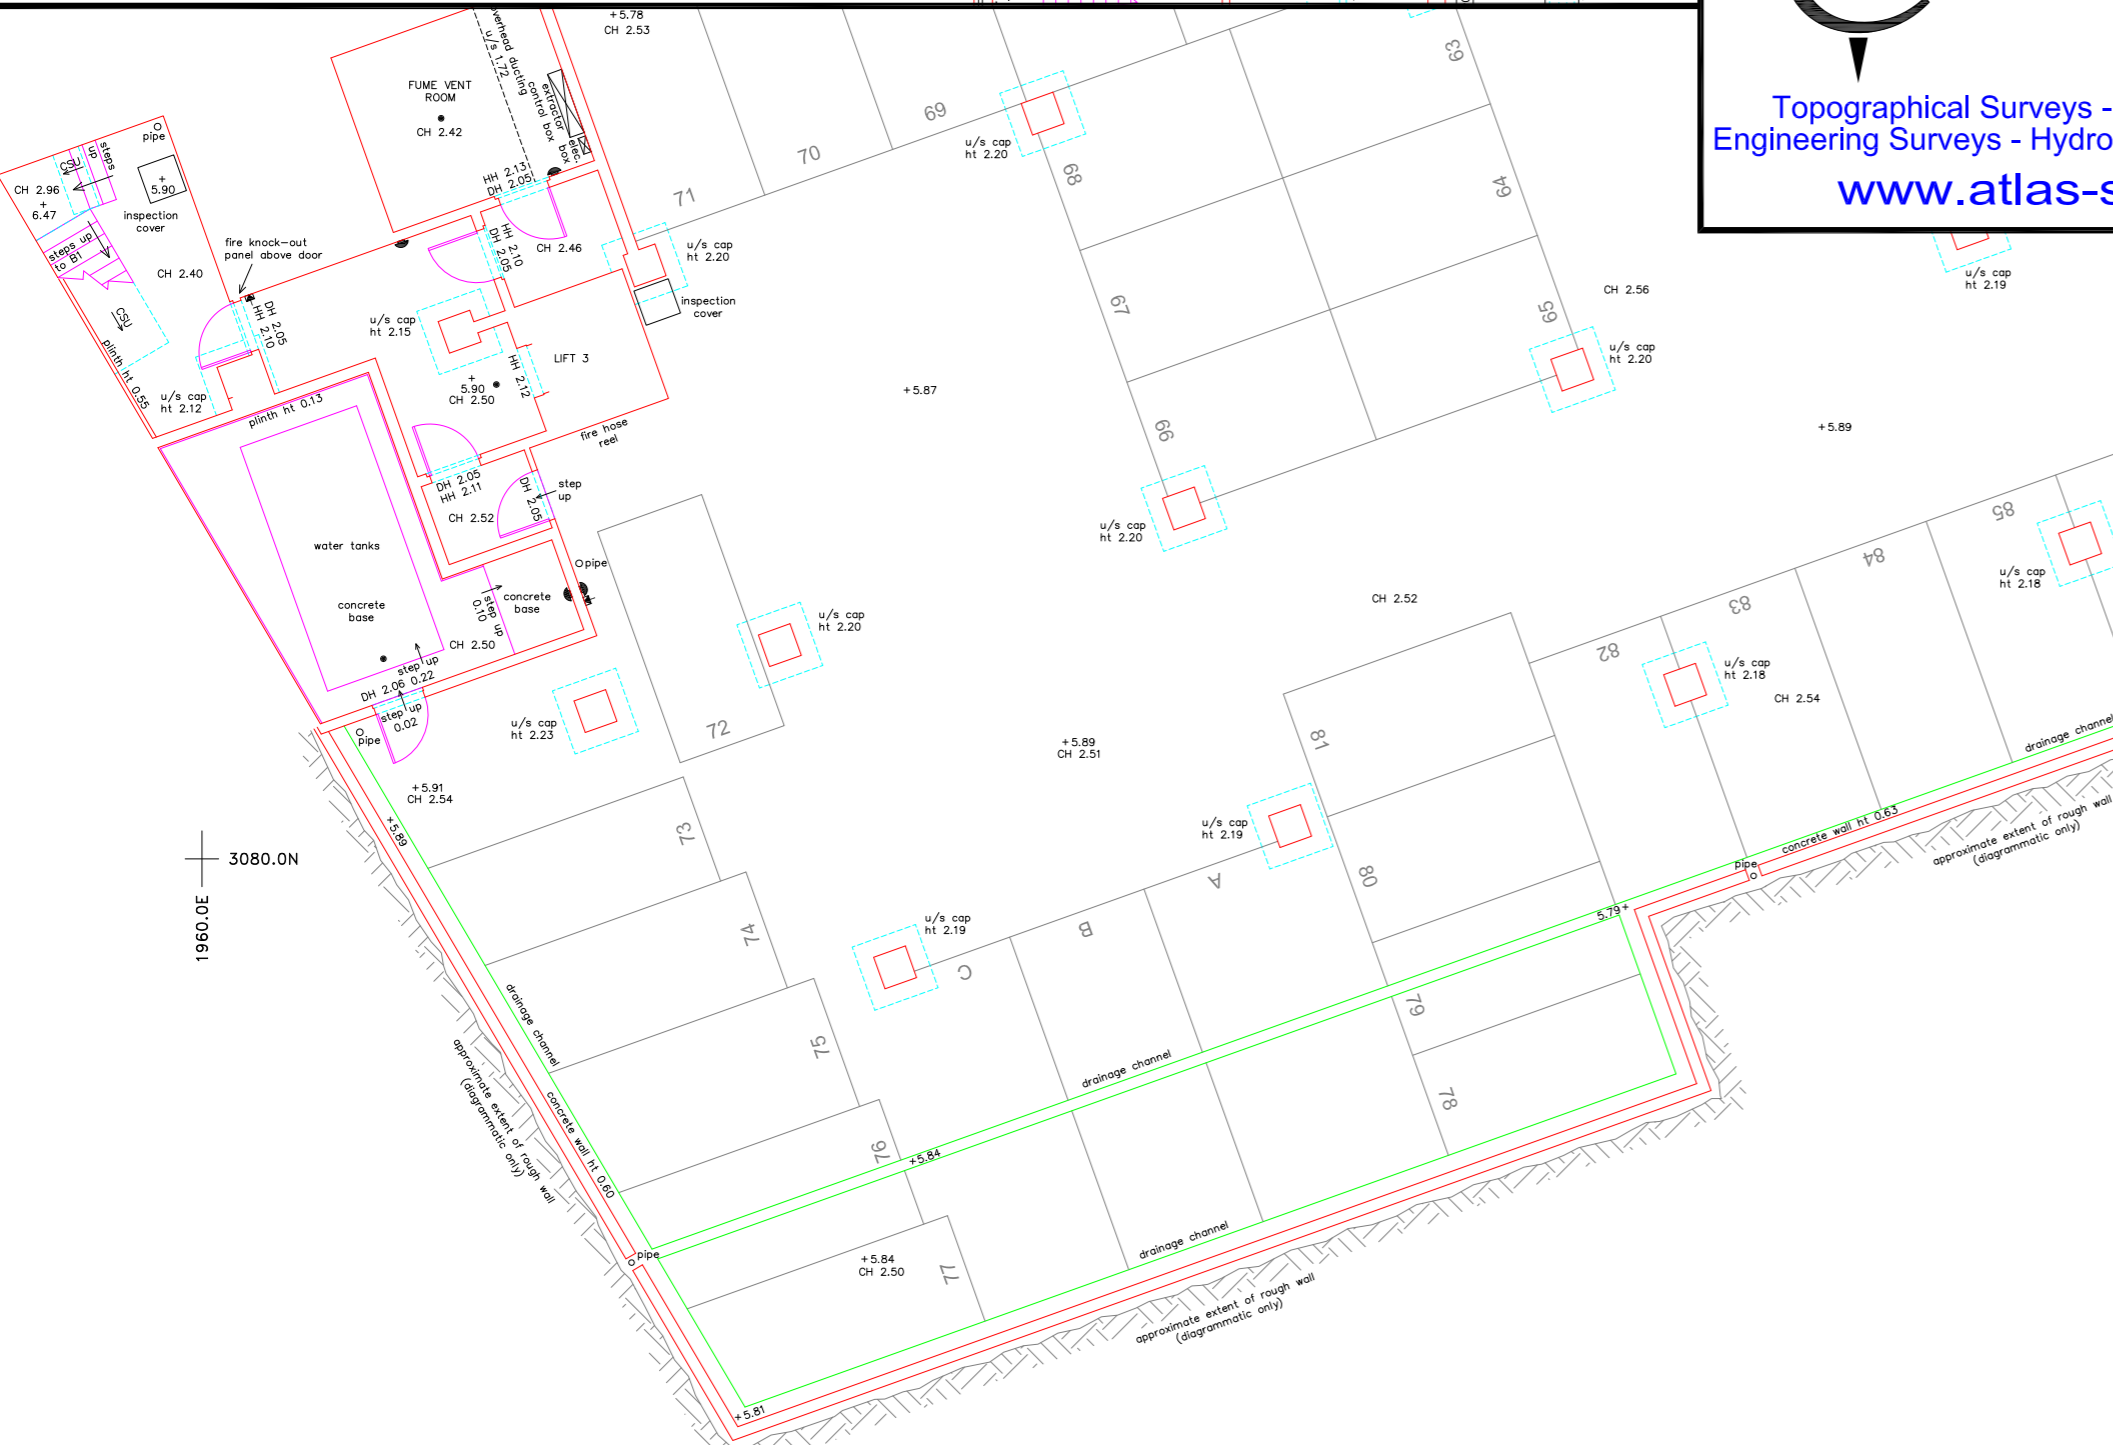 +5.78
CH 2.53
overhead ducting
u/s 1.72
extractor
control box
elec.
box
FUME VENT
ROOM
CH 2.42
Topographical Surveys -
Engineering Surveys - Hydro
www.atlas-s
pipe
steps
up
CSU
CH 2.96
+
6.47
+
5.90
inspection
cover
steps up
to B1
CH 2.40
CSU
fire knock-out
panel above door
DH 2.05
HH 2.10
plinth ht 0.55
u/s cap
ht 2.12
plinth ht 0.13
HH 2.13
DH 2.05
HH 2.10
DH 2.05
CH 2.46
u/s cap
ht 2.20
inspection
cover
u/s cap
ht 2.15
LIFT 3
HH 2.12
+
5.90
CH 2.50
fire hose
reel
DH 2.05
HH 2.11
CH 2.52
DH 2.05
step
up
pipe
water tanks
concrete
base
step up
0.10
concrete
base
CH 2.50
step up
0.22
DH 2.06
step up
0.02
pipe
71
70
69
68
67
66
63
64
65
u/s cap
ht 2.20
CH 2.56
u/s cap
ht 2.19
u/s cap
ht 2.20
+5.87
+5.89
u/s cap
ht 2.20
u/s cap
ht 2.20
u/s cap
ht 2.23
72
CH 2.52
+5.89
CH 2.51
85
84
83
82
81
80
79
78
u/s cap
ht 2.18
u/s cap
ht 2.18
CH 2.54
drainage channel
concrete wall ht 0.63
approximate extent of rough wall
(diagrammatic only)
pipe
5.79+
u/s cap
ht 2.19
A
B
C
u/s cap
ht 2.19
+5.91
CH 2.54
+5.89
3080.0N
1960.0E
73
74
75
76
77
drainage channel
concrete wall ht 0.60
approximate extent of rough wall
(diagrammatic only)
drainage channel
+5.84
pipe
+5.84
CH 2.50
drainage channel
approximate extent of rough wall
(diagrammatic only)
+5.81